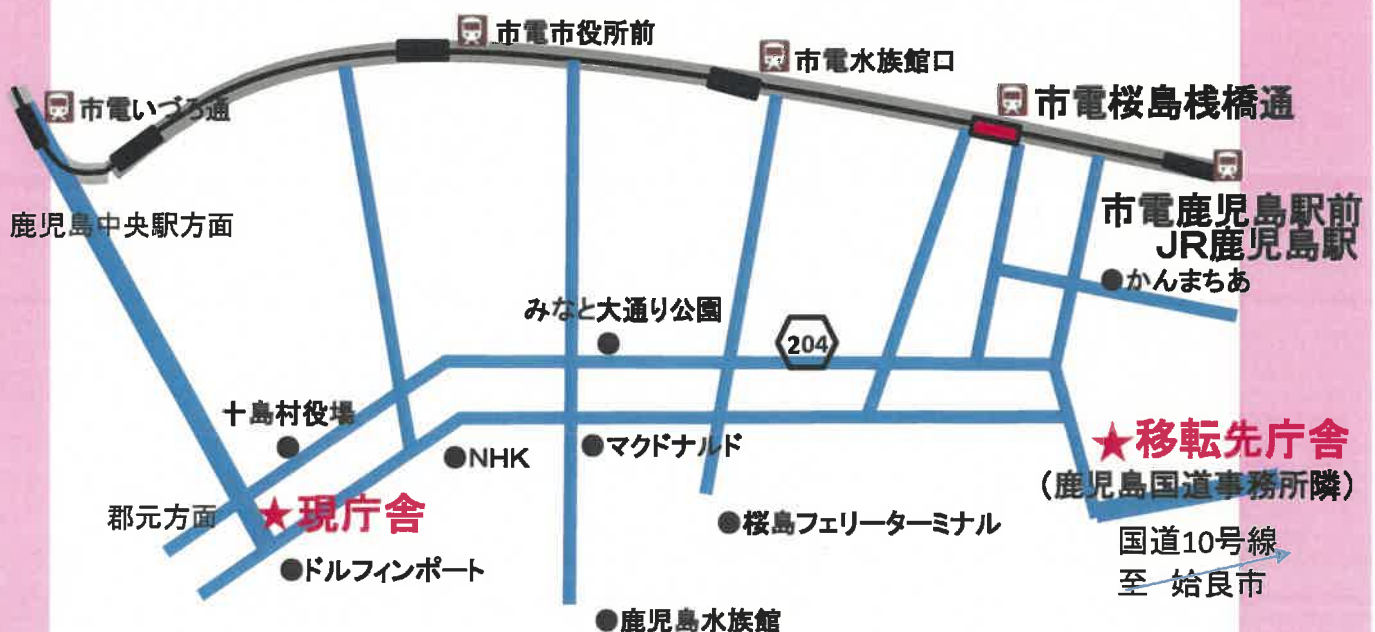 市電市役所前
市電水族館口
市電桜島桟橋通
市電いづろ通
市電鹿児島駅前
JR鹿児島駅
鹿児島中央駅方面
●かんまちあ
みなと大通り公園
204
十島村役場
●マクドナルド
●NHK
★移転先庁舎
(鹿児島国道事務所隣)
郡元方面
★現庁舎
●桜島フェリーターミナル
国道10号線
至 姶良市
●ドルフィンポート
●鹿児島水族館